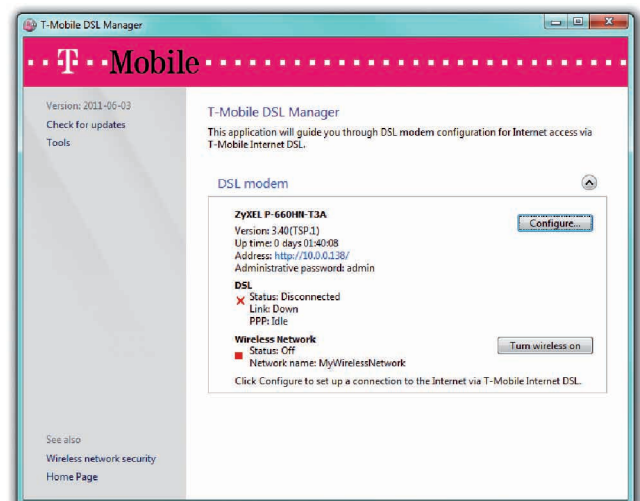 T-Mobile DSL Manager
T Mobile
Version: 2011-06-03
Check for updates
Tools
T-Mobile DSL Manager
This application will guide you through DSL modem configuration for Internet access via
T-Mobile Internet DSL.
DSL modem
ZyXEL P-660HN-T3A
Configure...
Version: 3.40(TSP.1)
Up time: 0 days 01:40:08
Address: http://10.0.0.138/
Administrative password: admin
DSL
Status: Disconnected
Link: Down
PPP: Idle
Wireless Network
Status: Off
Turn wireless on
Network name: MyWirelessNetwork
Click Configure to set up a connection to the Internet via T-Mobile Internet DSL.
See also
Wireless network security
Home Page